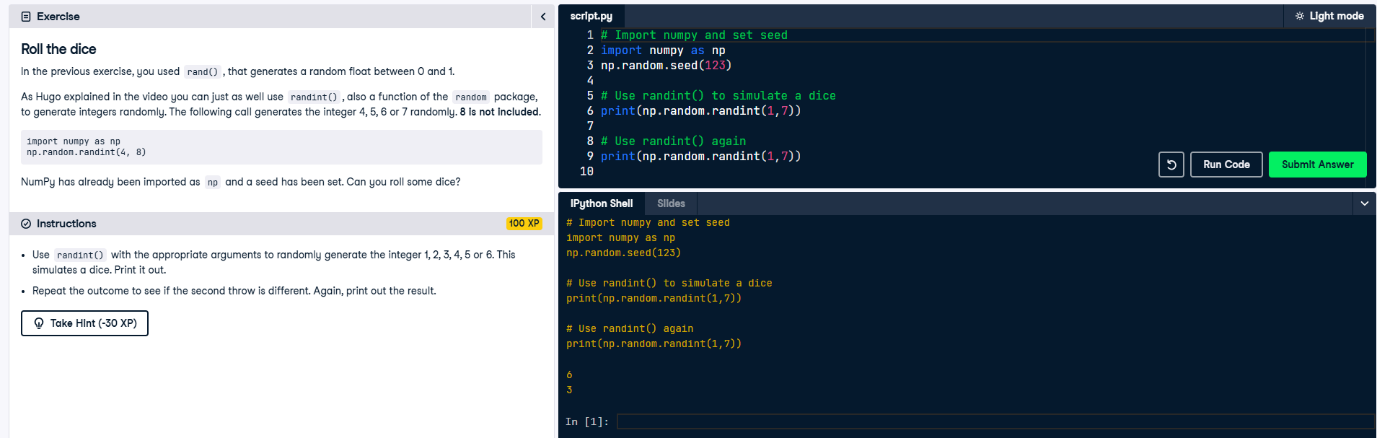 Exercise
Roll the dice
In the previous exercise, you used rand(), that generates a random float between 0 and 1.
As Hugo explained in the video you can just as well use randint(), also a function of the random package,
to generate integers randomly. The following call generates the integer 4, 5, 6 or 7 randomly. 8 is not included.
import numpy as np
np.random.randint(4, 8)
NumPy has already been imported as np and a seed has been set. Can you roll some dice?
Instructions
100 XP
• Use randint() with the appropriate arguments to randomly generate the integer 1, 2, 3, 4, 5 or 6. This
simulates a dice. Print it out.
• Repeat the outcome to see if the second throw is different. Again, print out the result.
Take Hint (-30 XP)
script.py
Light mode
1 # Import numpy and set seed
2 import numpy as np
3 np.random.seed(123)
4
5 # Use randint() to simulate a dice
6 print(np.random.randint(1,7))
7
8 # Use randint() again
9 print(np.random.randint(1,7))
10
Run Code
Submit Answer
IPython Shell
Slides
# Import numpy and set seed
import numpy as np
np.random.seed(123)
# Use randint() to simulate a dice
print(np.random.randint(1,7))
# Use randint() again
print(np.random.randint(1,7))
6
3
In [1]: